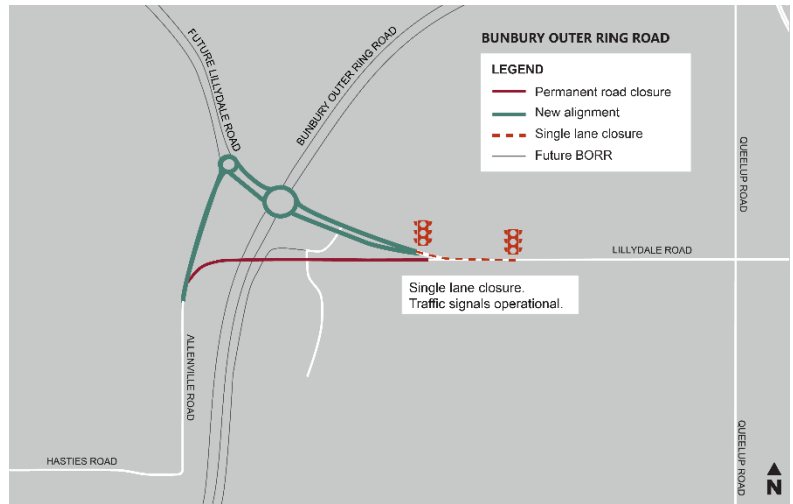 BUNBURY OUTER RING ROAD
LEGEND
Permanent road closure
New alignment
Single lane closure
Future BORR
FUTURE LILLYDALE ROAD
BUNBURY OUTER RING ROAD
QUEELUP ROAD
LILLYDALE ROAD
Single lane closure.
Traffic signals operational.
ALLENVILLE ROAD
HASTIES ROAD
QUEELUP ROAD
N